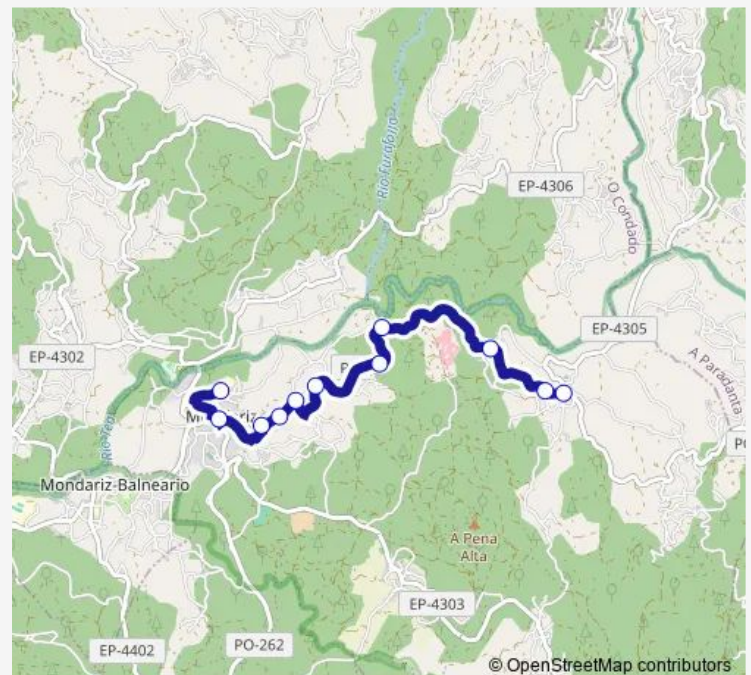 Río Furafolla
EP-4306
O Condado
EP-4305
EP-4302
A Paradanta
Río Tea
Mondariz-Balneario
A Pena
Alta
EP-4303
EP-4402
PO-262
© OpenStreetMap contributors